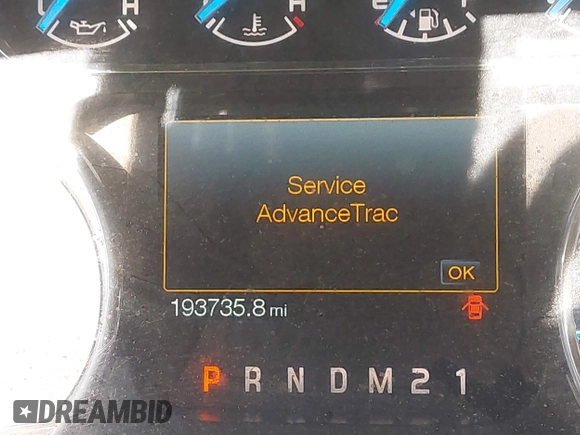 L H H E F
Service
AdvanceTrac
OK
193735.8 mi
P R N D M 2 1
DREAMBID